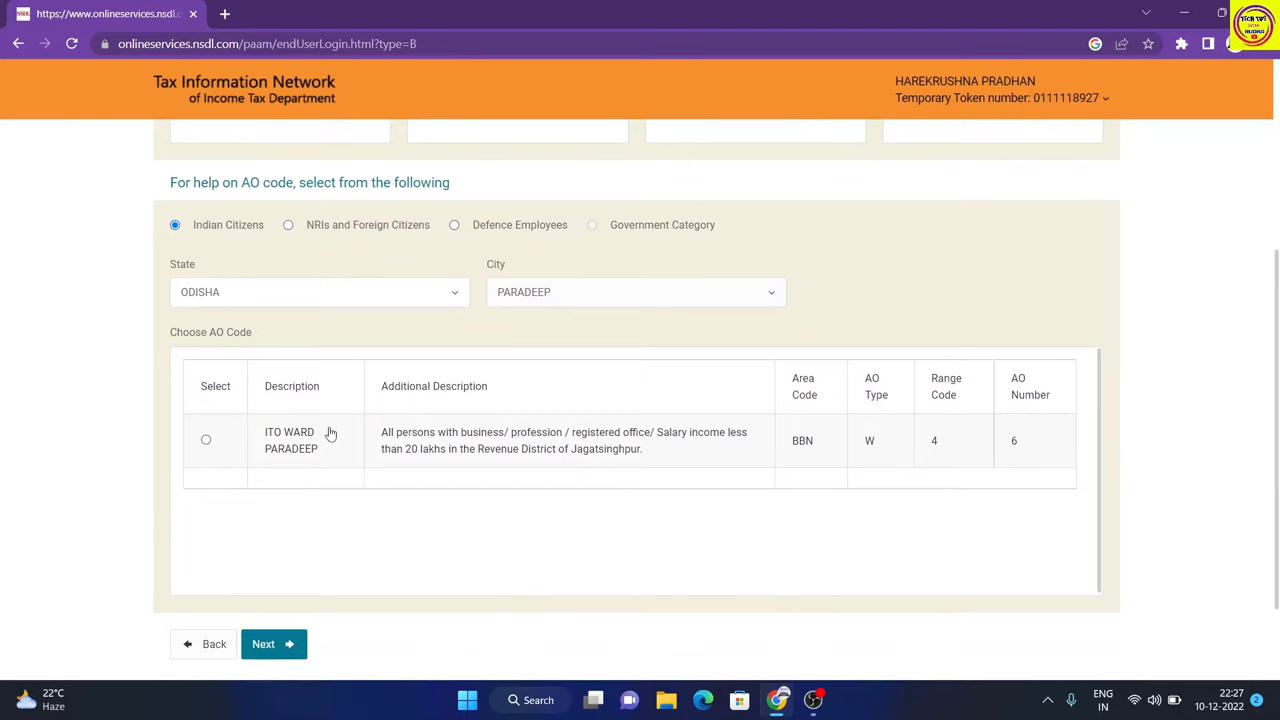 https://www.onlineservices.nsdl.c
onlineservices.nsdl.com/paam/endUserLogin.html?type=B
TECH TIPS
WITH
RUDRA
Tax Information Network
of Income Tax Department
HAREKRUSHNA PRADHAN
Temporary Token number: 0111118927
For help on AO code, select from the following
Indian Citizens NRIs and Foreign Citizens Defence Employees Government Category
State City
ODISHA PARADEEP
Choose AO Code
Select Description Additional Description Area Code AO Type Range Code AO Number
ITO WARD PARADEEP All persons with business/ profession / registered office/ Salary income less
than 20 lakhs in the Revenue District of Jagatsinghpur. BBN W 4 6
Back Next
22°C
Haze
Search
ENG
IN
22:27
10-12-2022
2